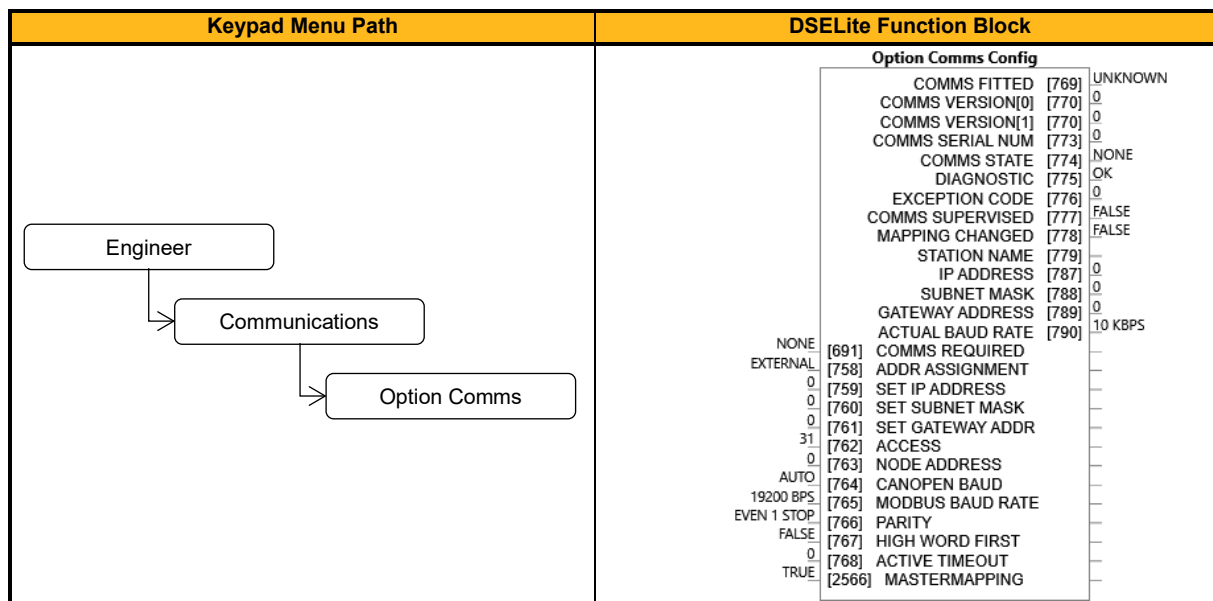 Keypad Menu Path
DSELite Function Block
Engineer
Communications
Option Comms
Option Comms Config
COMMS FITTED [769] UNKNOWN
COMMS VERSION[0] [770] 0
COMMS VERSION[1] [770] 0
COMMS SERIAL NUM [773] 0
COMMS STATE [774] NONE
DIAGNOSTIC [775] OK
EXCEPTION CODE [776] 0
COMMS SUPERVISED [777] FALSE
MAPPING CHANGED [778] FALSE
STATION NAME [779]
IP ADDRESS [787] 0
SUBNET MASK [788] 0
GATEWAY ADDRESS [789] 0
ACTUAL BAUD RATE [790] 10 KBPS
NONE [691] COMMS REQUIRED
EXTERNAL [758] ADDR ASSIGNMENT
0 [759] SET IP ADDRESS
0 [760] SET SUBNET MASK
0 [761] SET GATEWAY ADDR
31 [762] ACCESS
0 [763] NODE ADDRESS
AUTO [764] CANOPEN BAUD
19200 BPS [765] MODBUS BAUD RATE
EVEN 1 STOP [766] PARITY
FALSE [767] HIGH WORD FIRST
0 [768] ACTIVE TIMEOUT
TRUE [2566] MASTERMAPPING